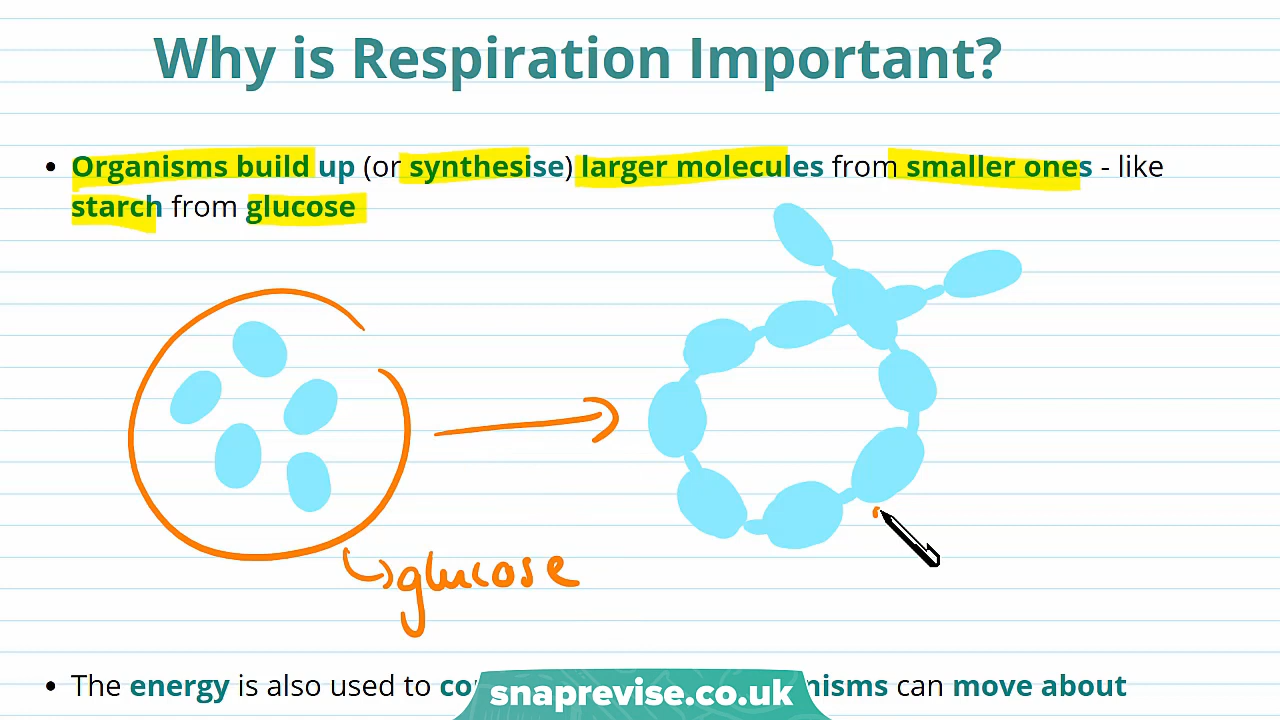 Why is Respiration Important?
• Organisms build up (or synthesise) larger molecules from smaller ones - like
starch from glucose
glucose
• The energy is also used to co nisms can move about
snaprevise.co.uk